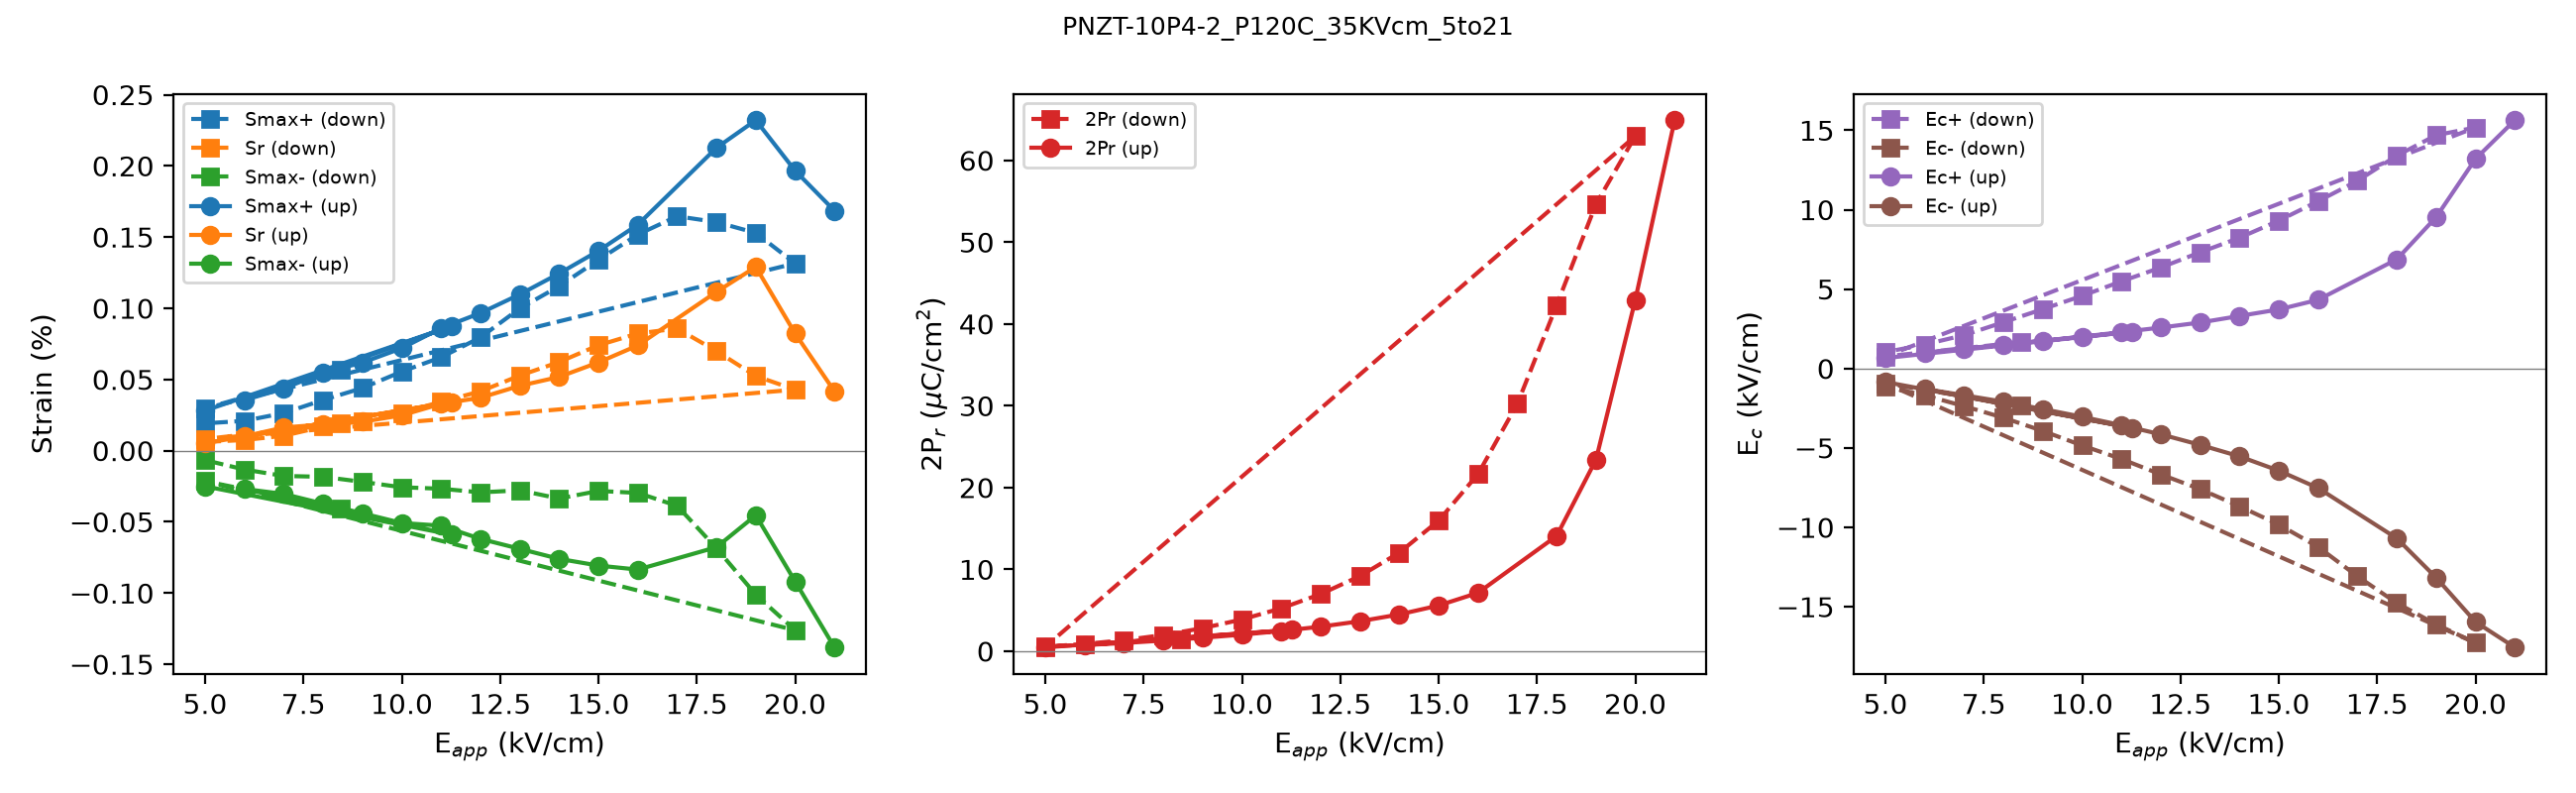 PNZT-10P4-2_P120C_35KVcm_5to21
Strain (%)
0.25
0.20
0.15
0.10
0.05
0.00
−0.05
−0.10
−0.15
Smax+ (down)
Sr (down)
Smax- (down)
Smax+ (up)
Sr (up)
Smax- (up)
5.0 7.5 10.0 12.5 15.0 17.5 20.0
E_app (kV/cm)
2P_r (μC/cm²)
60
50
40
30
20
10
0
2Pr (down)
2Pr (up)
5.0 7.5 10.0 12.5 15.0 17.5 20.0
E_app (kV/cm)
E_c (kV/cm)
15
10
5
0
−5
−10
−15
Ec+ (down)
Ec- (down)
Ec+ (up)
Ec- (up)
5.0 7.5 10.0 12.5 15.0 17.5 20.0
E_app (kV/cm)